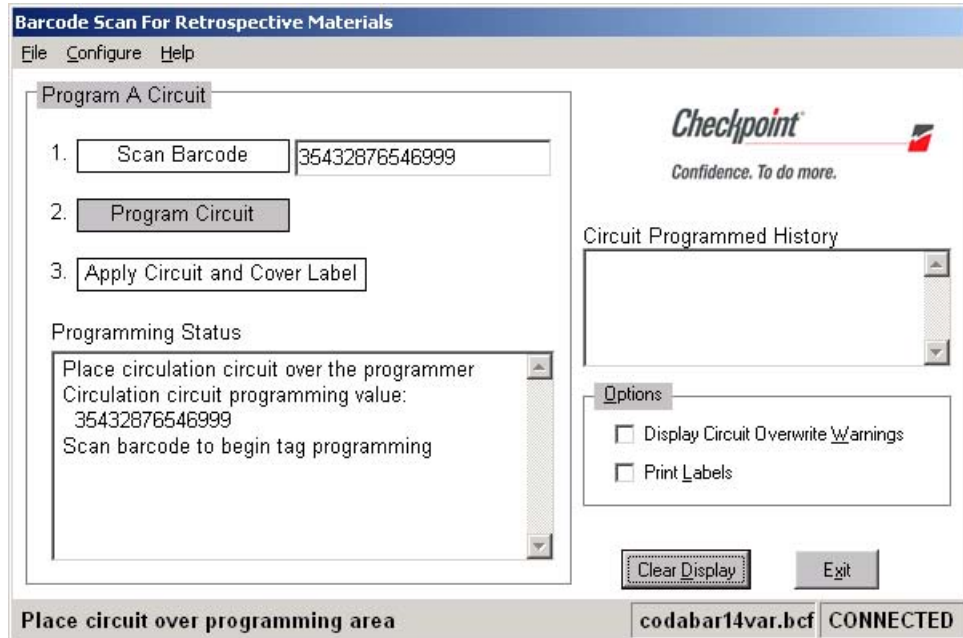 Barcode Scan For Retrospective Materials
File Configure Help
Program A Circuit
1. Scan Barcode 35432876546999
2. Program Circuit
3. Apply Circuit and Cover Label
Programming Status
Place circulation circuit over the programmer
Circulation circuit programming value:
35432876546999
Scan barcode to begin tag programming
Checkpoint
Confidence. To do more.
Circuit Programmed History
Options
Display Circuit Overwrite Warnings
Print Labels
Clear Display Exit
Place circuit over programming area codabar14var.bcf CONNECTED